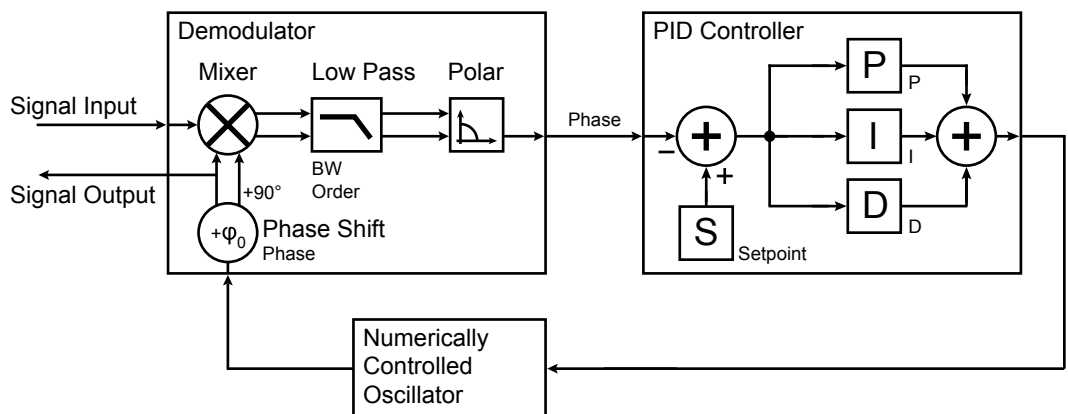 Demodulator
Mixer
Low Pass
Polar
Signal Input
BW
Order
Signal Output
+90°
+φ0
Phase Shift
Phase
Phase
PID Controller
P
P
+
−
I
I
+
+
D
D
S
Setpoint
Numerically
Controlled
Oscillator